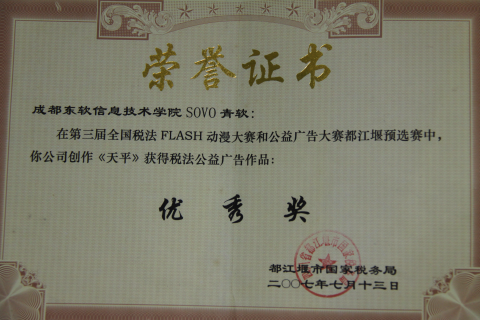 荣誉证书
成都东软信息技术学院 SOVO 青软：
在第三届全国税法 FLASH 动漫大赛和公益广告大赛都江堰预选赛中，
你公司创作《天平》获得税法公益广告作品：
优秀奖
都江堰市国家税务局
二〇〇七年七月十三日